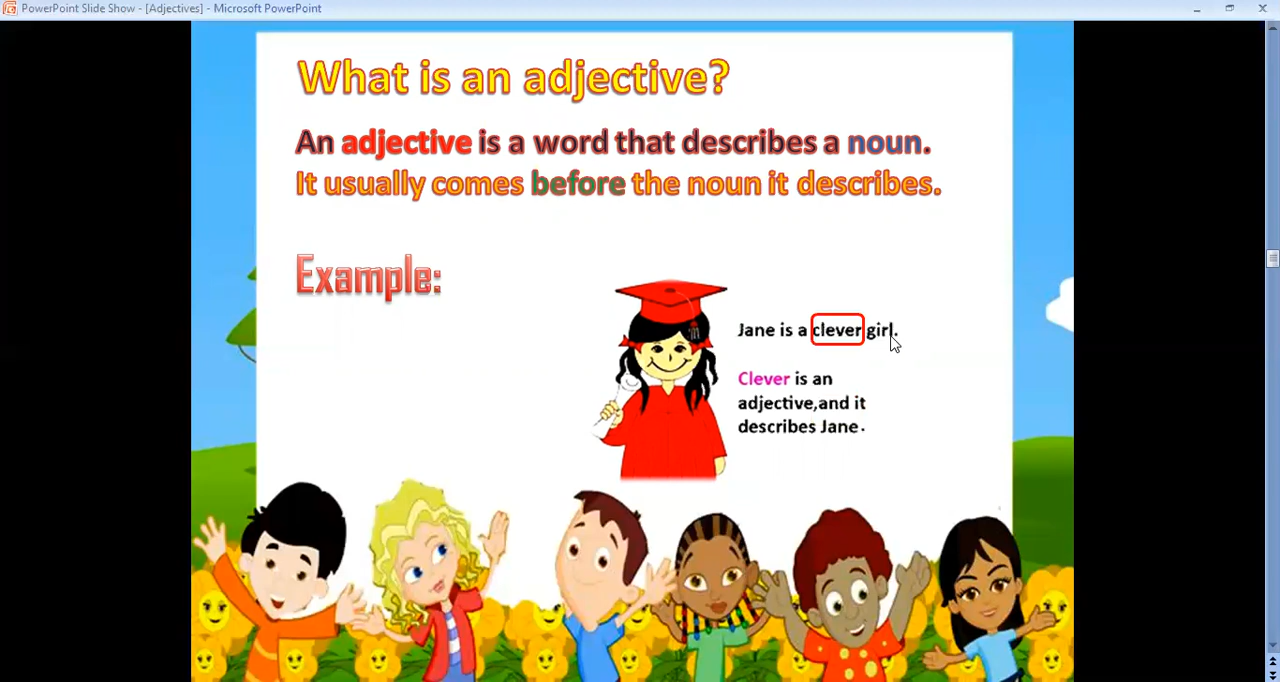 PowerPoint Slide Show - [Adjectives] - Microsoft PowerPoint
What is an adjective?
An adjective is a word that describes a noun.
It usually comes before the noun it describes.
Example:
Jane is a clever girl.
Clever is an
adjective,and it
describes Jane.